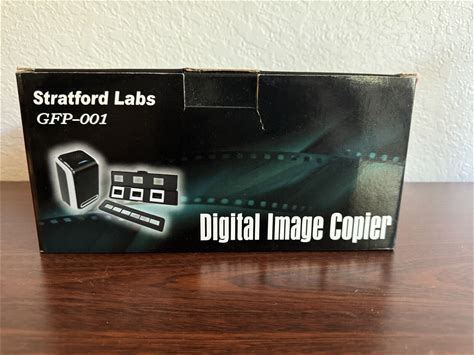 Stratford Labs
GFP-001
Digital Image Copier